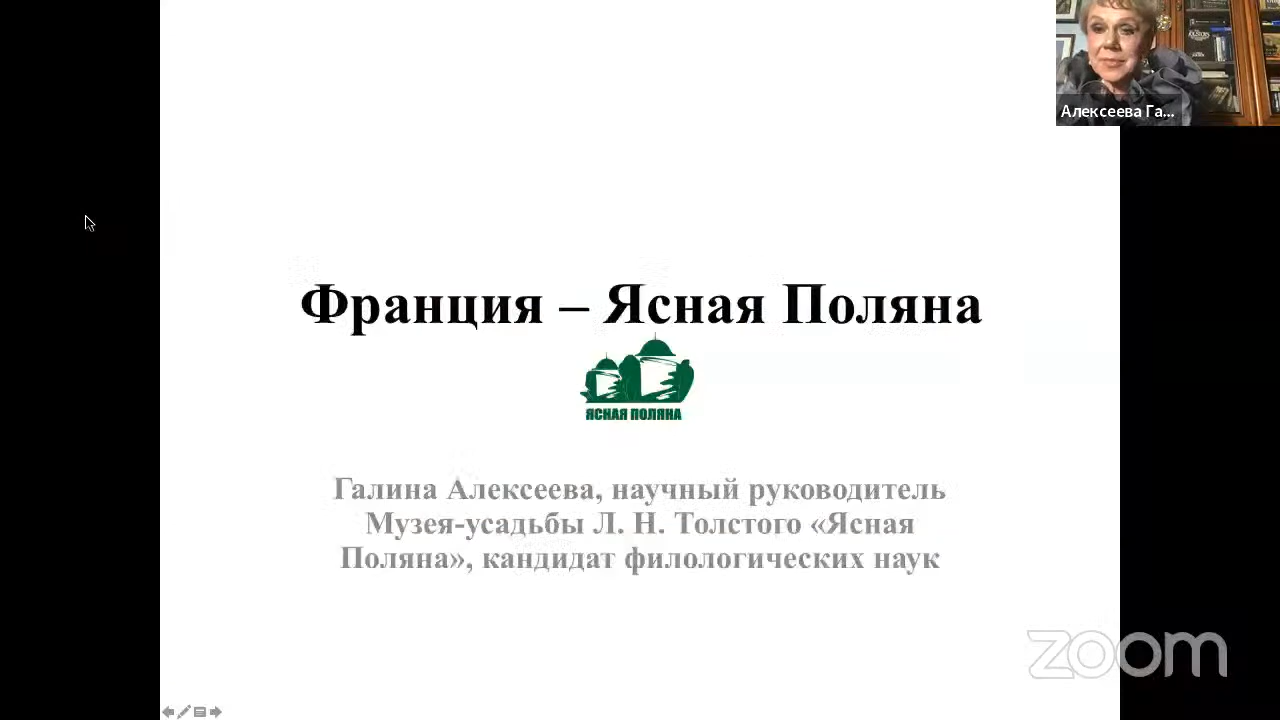 Алексеева Га...
Франция – Ясная Поляна
ЯСНАЯ ПОЛЯНА
Галина Алексеева, научный руководитель
Музея-усадьбы Л. Н. Толстого «Ясная
Поляна», кандидат филологических наук
zoom